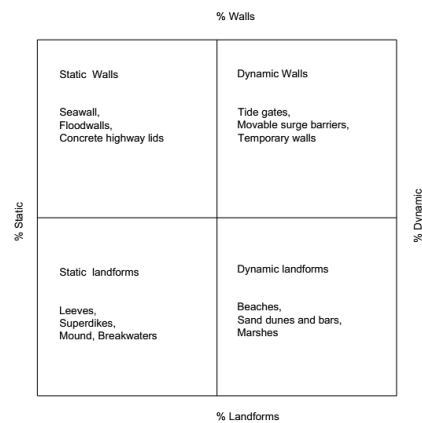 % Walls
Static Walls
Seawall,
Floodwalls,
Concrete highway lids
Dynamic Walls
Tide gates,
Movable surge barriers,
Temporary walls
% Static
% Dynamic
Static landforms
Leeves,
Superdikes,
Mound, Breakwaters
Dynamic landforms
Beaches,
Sand dunes and bars,
Marshes
% Landforms